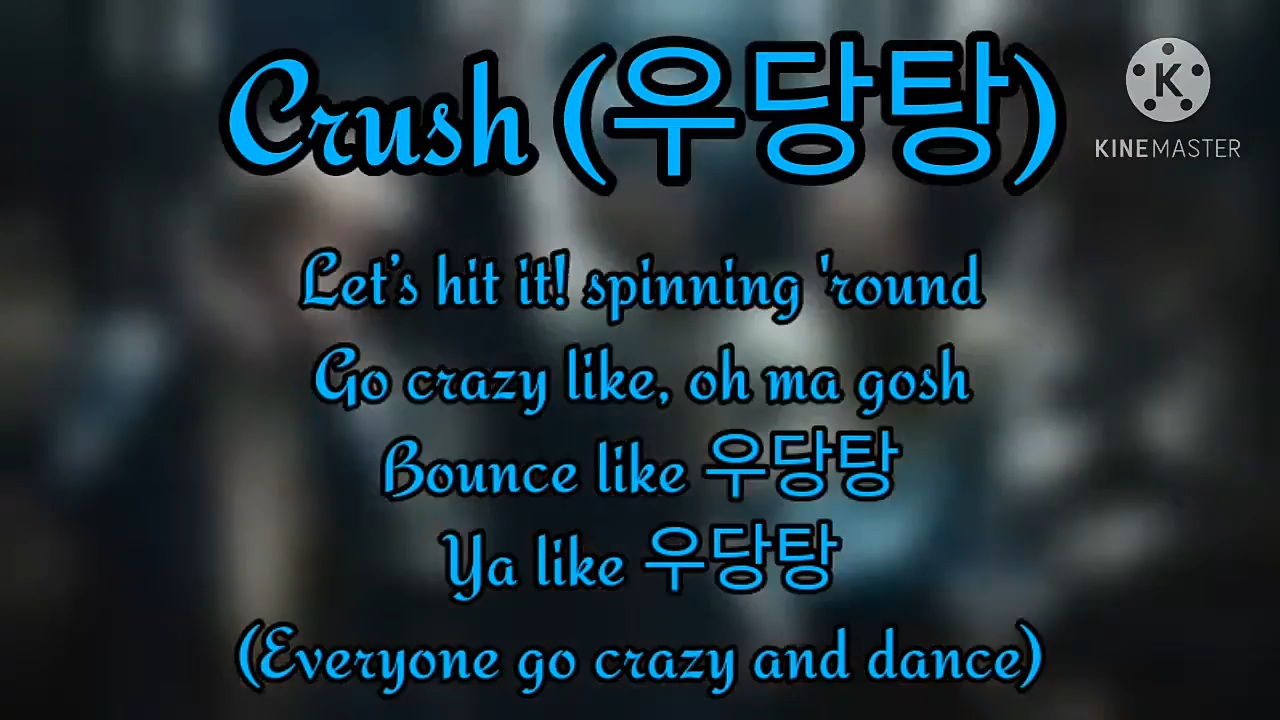 Crush (우당탕)
KINEMASTER
Let's hit it! spinning 'round
Go crazy like, oh ma gosh
Bounce like 우당탕
Ya like 우당탕
(Everyone go crazy and dance)